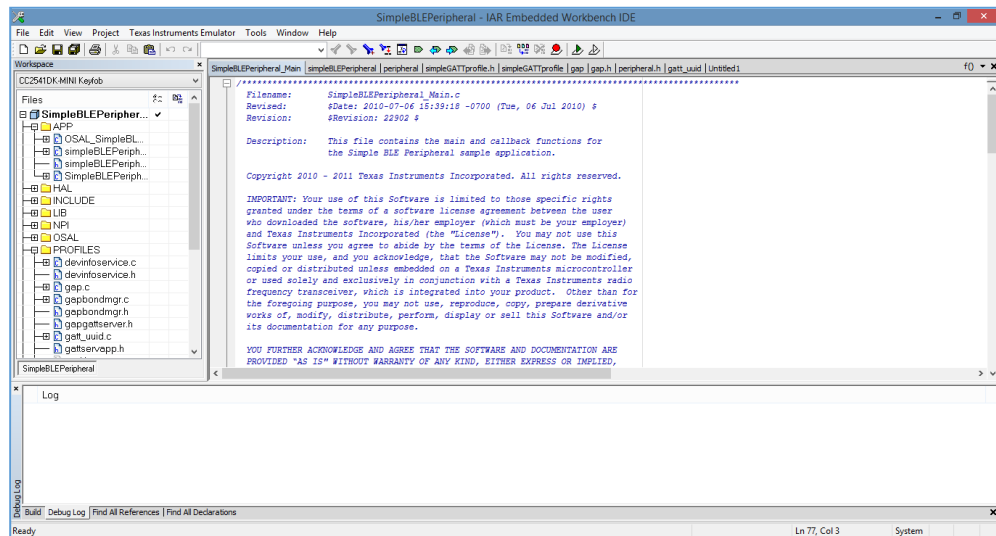 SimpleBLEPeripheral - IAR Embedded Workbench IDE
File Edit View Project Texas Instruments Emulator Tools Window Help
Workspace
CC2541DK-MINI Keyfob
Files
SimpleBLEPeripher...
APP
OSAL_SimpleBL...
simpleBLEPeriph...
simpleBLEPeriph...
SimpleBLEPeriph...
HAL
INCLUDE
LIB
NPI
OSAL
PROFILES
devinfoservice.c
devinfoservice.h
gap.c
gapbondmgr.c
gapbondmgr.h
gapgattserver.h
gatt_uuid.c
gattservapp.h
SimpleBLEPeripheral
SimpleBLEPeripheral_Main | simpleBLEPeripheral | peripheral | simpleGATTprofile.h | simpleGATTprofile | gap | gap.h | peripheral.h | gatt_uuid | Untitled1
f()
Filename: SimpleBLEPeripheral_Main.c
Revised: $Date: 2010-07-06 15:39:18 -0700 (Tue, 06 Jul 2010) $
Revision: $Revision: 22902 $
Description: This file contains the main and callback functions for
the Simple BLE Peripheral sample application.
Copyright 2010 - 2011 Texas Instruments Incorporated. All rights reserved.
IMPORTANT: Your use of this Software is limited to those specific rights
granted under the terms of a software license agreement between the user
who downloaded the software, his/her employer (which must be your employer)
and Texas Instruments Incorporated (the "License"). You may not use this
Software unless you agree to abide by the terms of the License. The License
limits your use, and you acknowledge, that the Software may not be modified,
copied or distributed unless embedded on a Texas Instruments microcontroller
or used solely and exclusively in conjunction with a Texas Instruments radio
frequency transceiver, which is integrated into your product. Other than for
the foregoing purpose, you may not use, reproduce, copy, prepare derivative
works of, modify, distribute, perform, display or sell this Software and/or
its documentation for any purpose.
YOU FURTHER ACKNOWLEDGE AND AGREE THAT THE SOFTWARE AND DOCUMENTATION ARE
PROVIDED “AS IS” WITHOUT WARRANTY OF ANY KIND, EITHER EXPRESS OR IMPLIED,
Log
Debug Log
Build | Debug Log | Find All References | Find All Declarations
Ready
Ln 77, Col 3
System